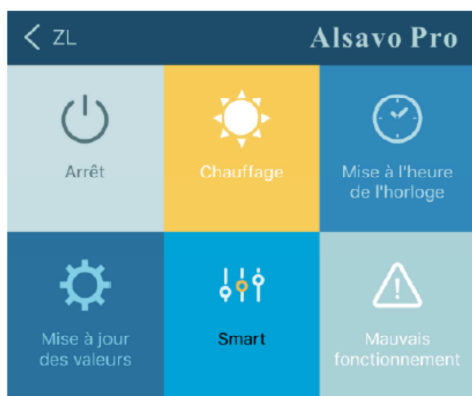 ZL
Alsavo Pro
Arrêt
Chauffage
Mise à l'heure
de l'horloge
Mise à jour
des valeurs
Smart
Mauvais
fonctionnement